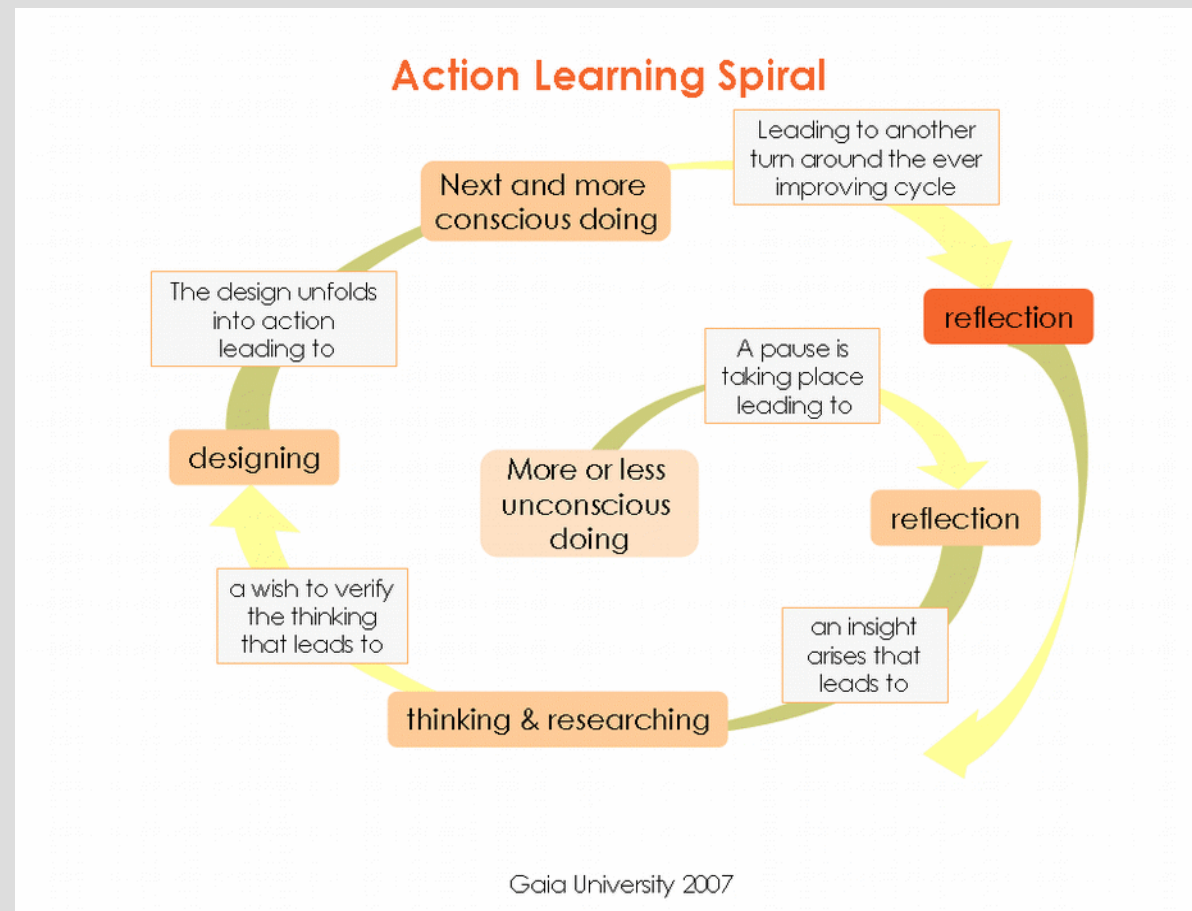 Action Learning Spiral
Leading to another
turn around the ever
improving cycle
Next and more
conscious doing
The design unfolds
into action
leading to
reflection
A pause is
taking place
leading to
designing
More or less
unconscious
doing
reflection
a wish to verify
the thinking
that leads to
an insight
arises that
leads to
thinking & researching
Gaia University 2007